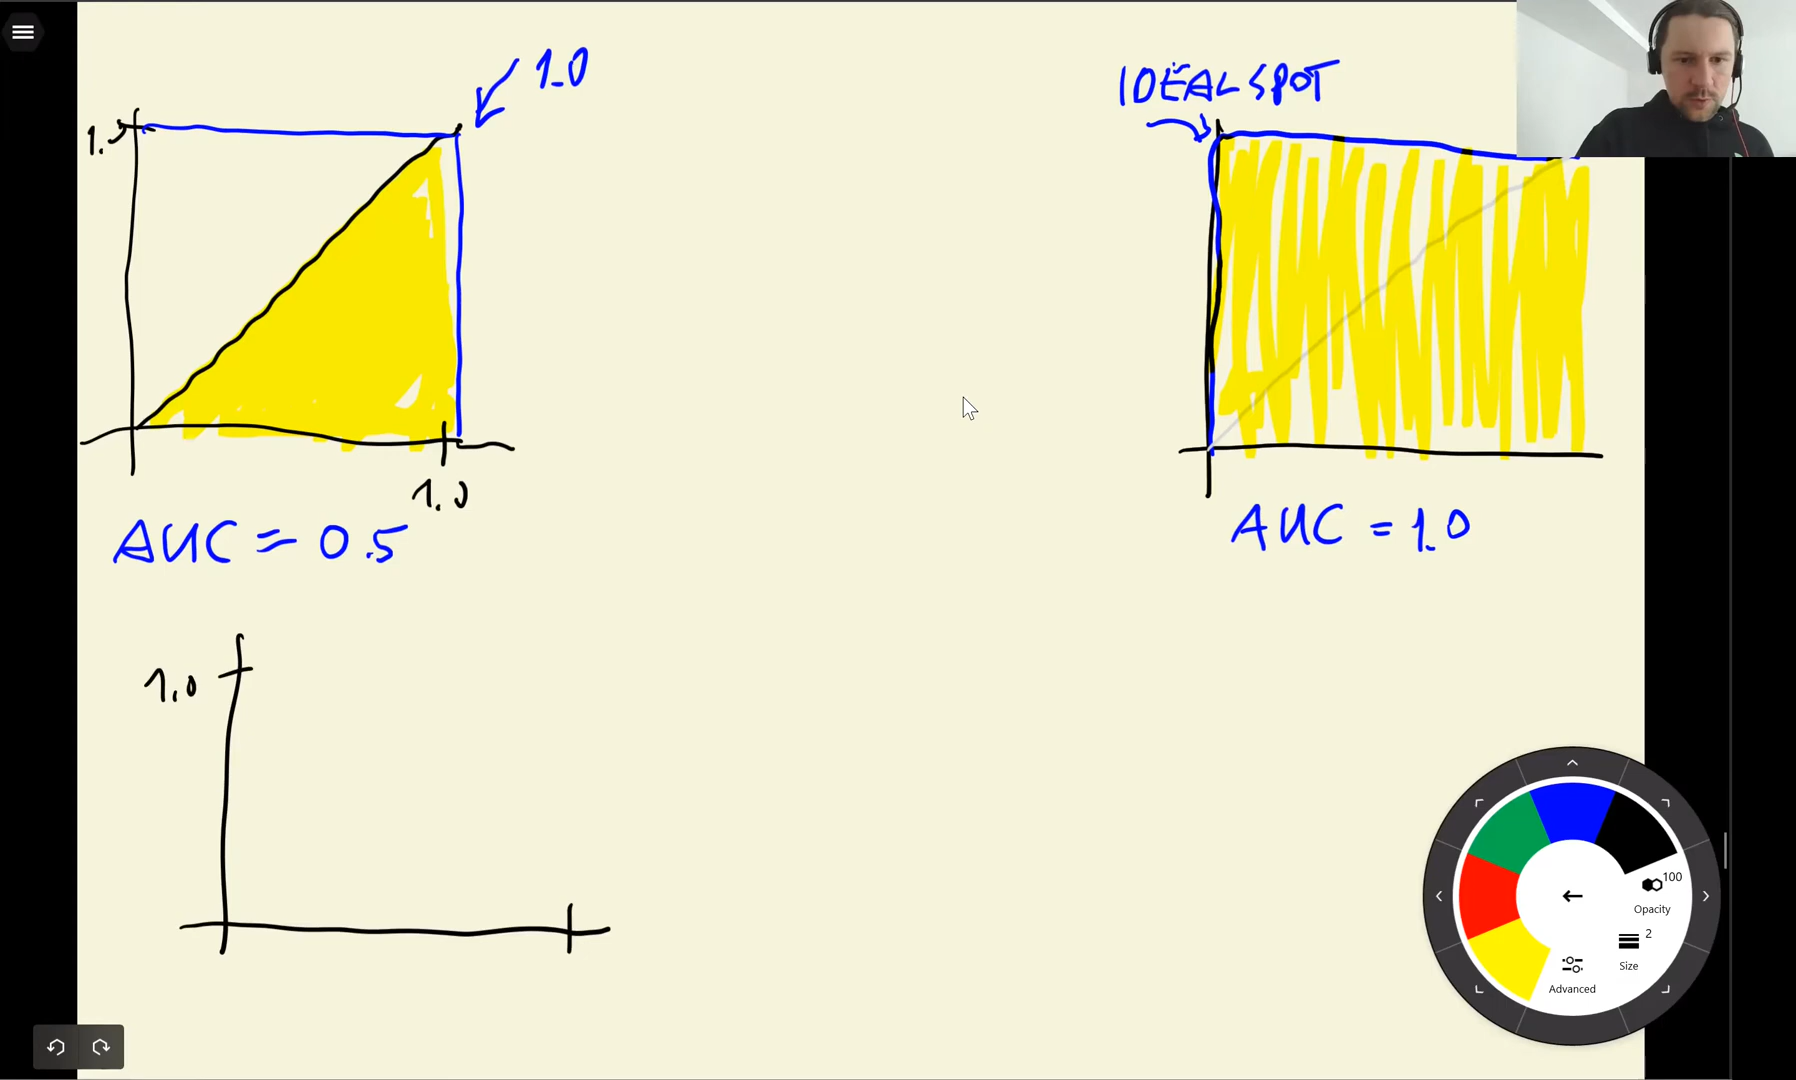 1.0
IDEAL SPOT
1.
1.0
AUC = 0.5
AUC = 1.0
1.0
100
Opacity
2
Size
Advanced